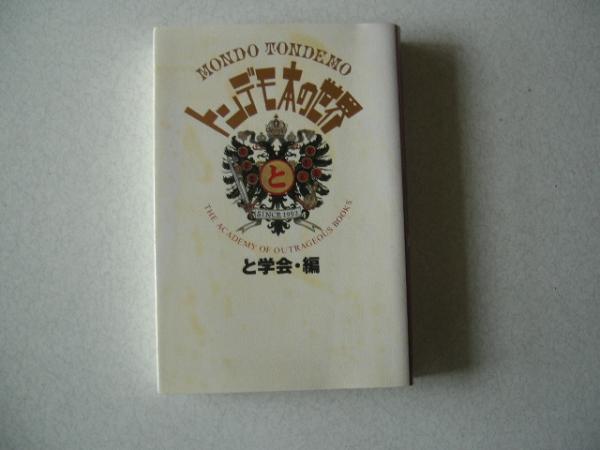 MONDO TONDEMO
トンデモ本の世界
と
SINCE 1992
THE ACADEMY OF OUTRAGEOUS BOOKS
と学会・編